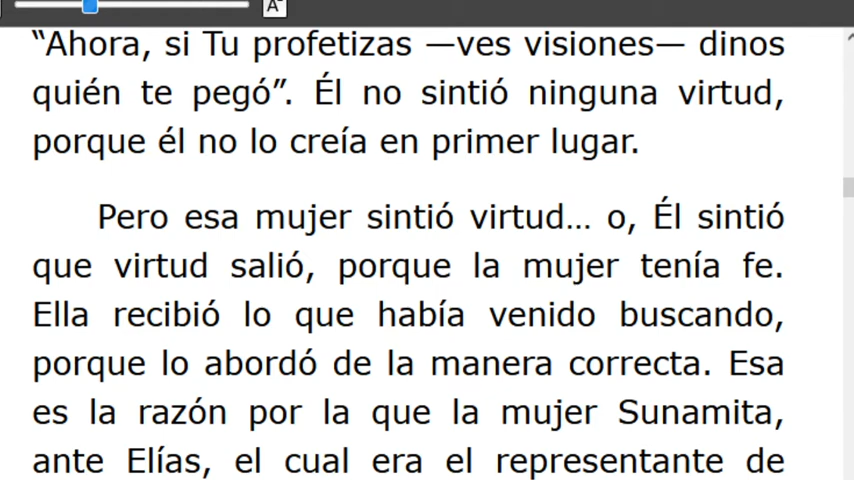 A
“Ahora, si Tu profetizas —ves visiones— dinos
quién te pegó”. Él no sintió ninguna virtud,
porque él no lo creía en primer lugar.
Pero esa mujer sintió virtud... o, Él sintió
que virtud salió, porque la mujer tenía fe.
Ella recibió lo que había venido buscando,
porque lo abordó de la manera correcta. Esa
es la razón por la que la mujer Sunamita,
ante Elías, el cual era el representante de